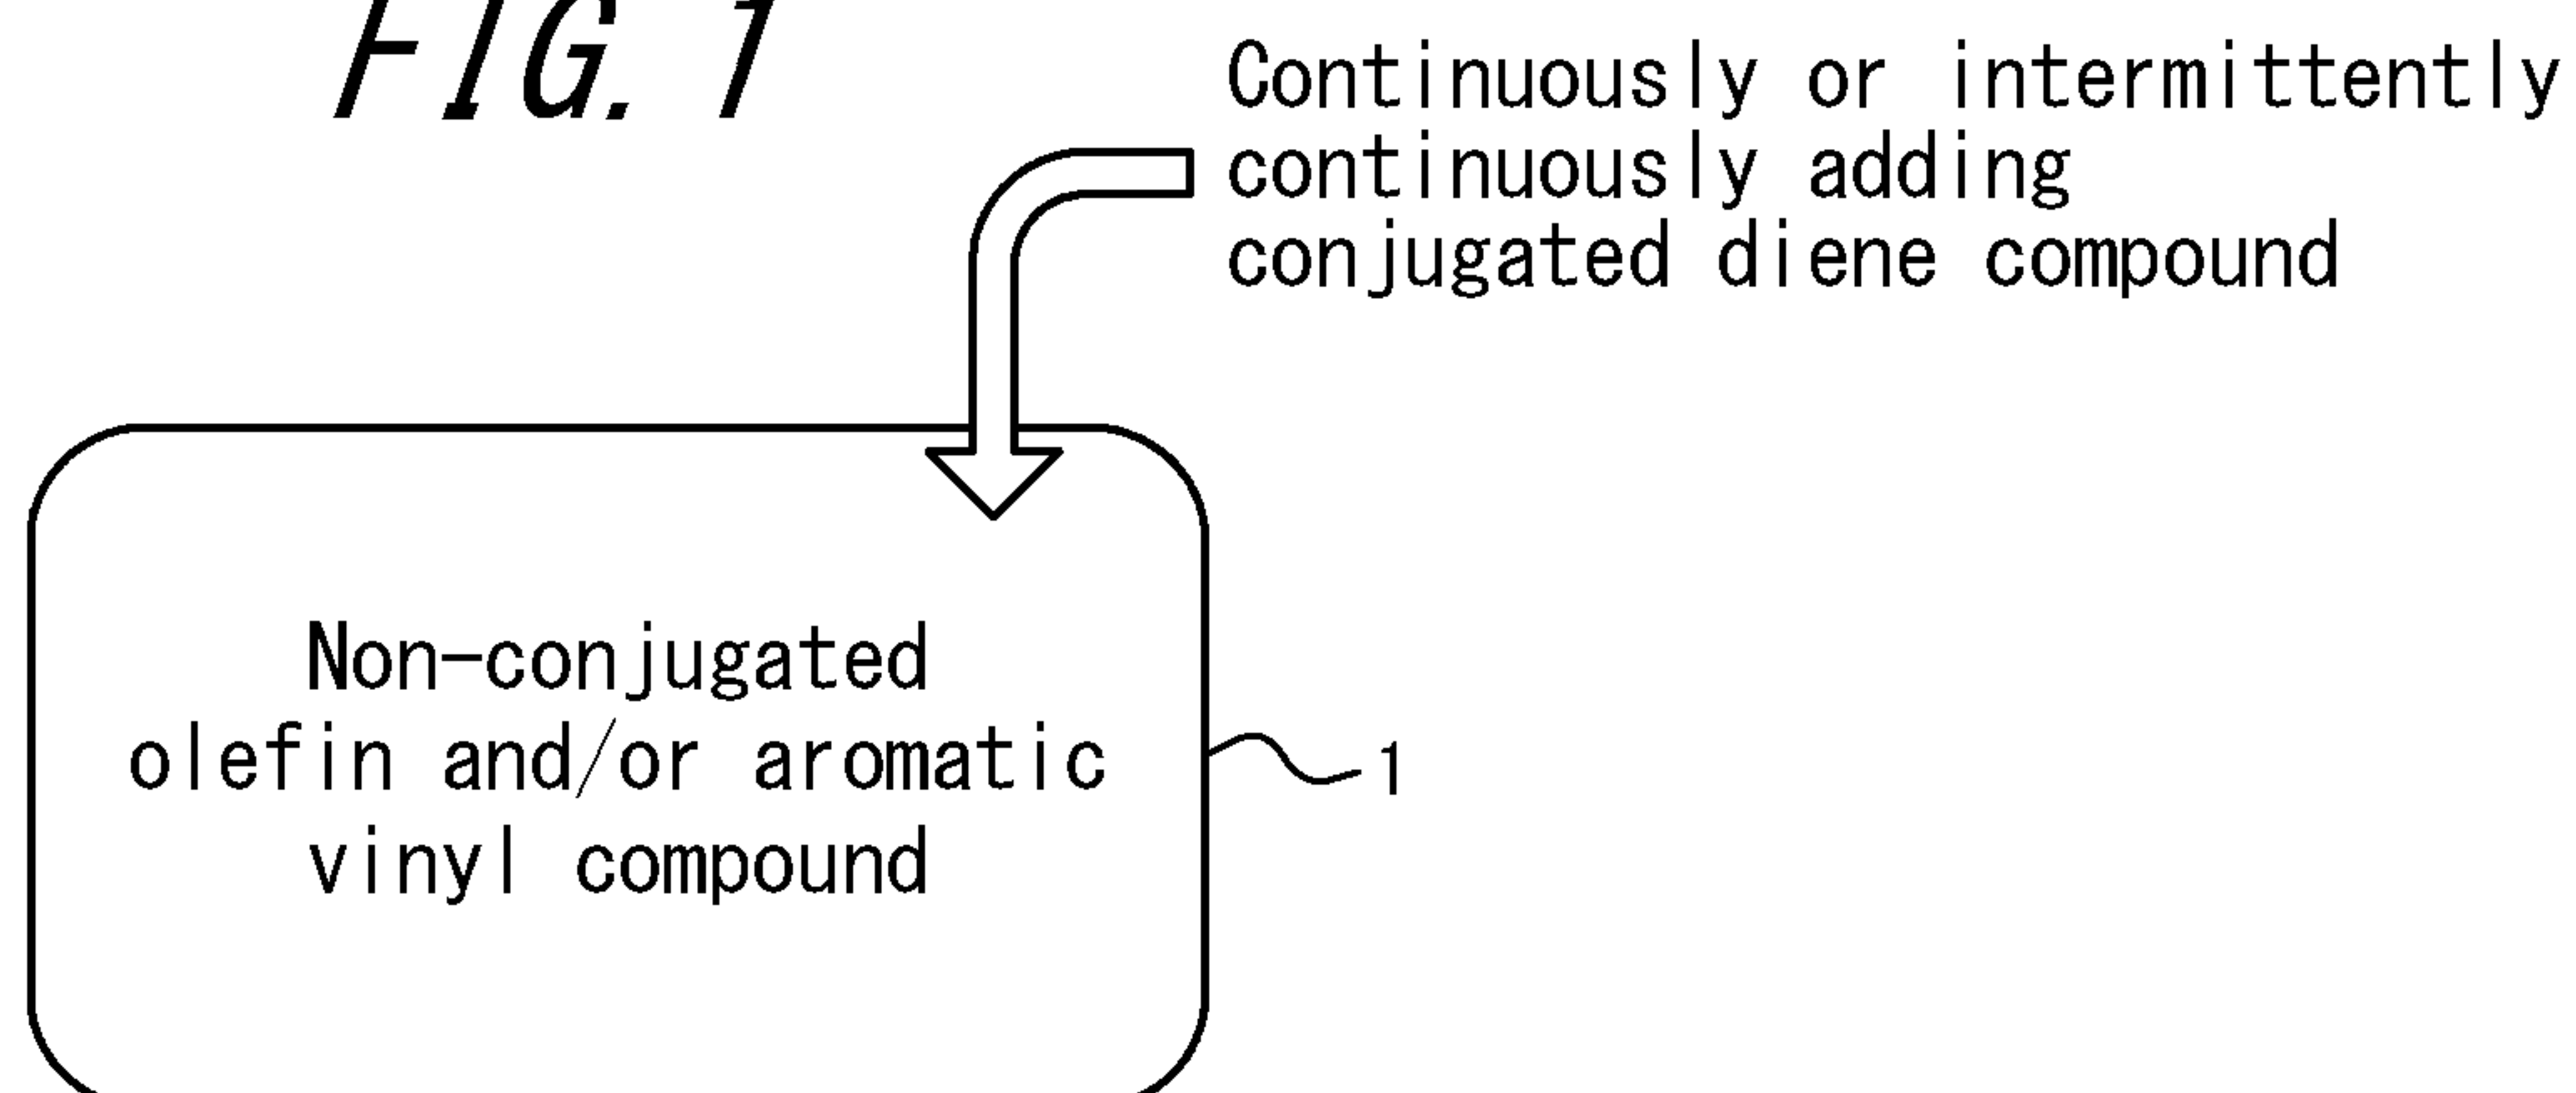 FIG. 1
Continuously or intermittently
continuously adding
conjugated diene compound
Non-conjugated
olefin and/or aromatic
vinyl compound
1